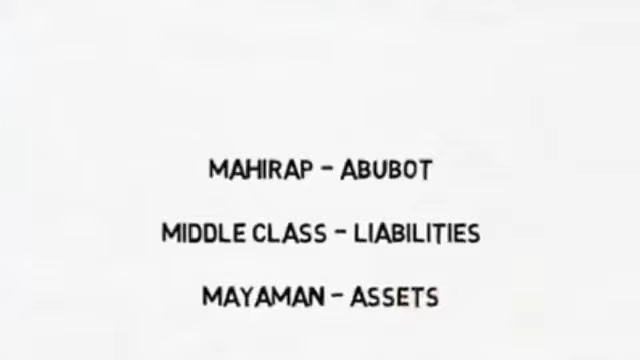 MAHIRAP - ABUBOT
MIDDLE CLASS - LIABILITIES
MAYAMAN - ASSETS